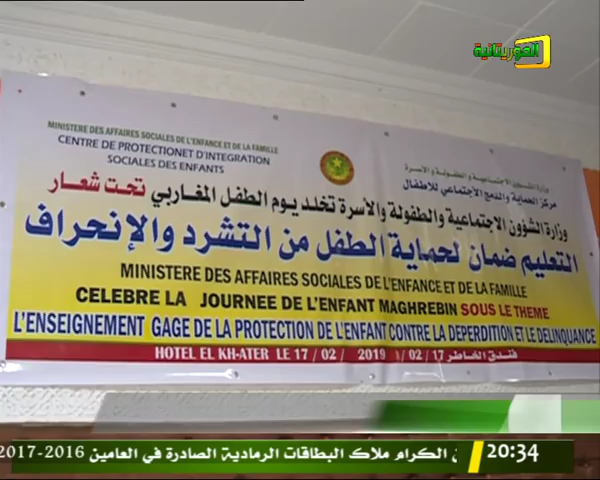 الموريتانية
MINISTERE DES AFFAIRES SOCIALES DE L'ENFANCE ET DE LA FAMILLE
CENTRE DE PROTECTIONET D'INTEGRATION
SOCIALES DES ENFANTS
وزارة الشؤون الاجتماعية والطفولة والأسرة
مركز الحماية والدمج الاجتماعي للأطفال
وزارة الشؤون الاجتماعية والطفولة والأسرة تخلد يوم الطفل المغاربي تحت شعار
التعليم ضمان لحماية الطفل من التشرد والإنحراف
MINISTERE DES AFFAIRES SOCIALES DE L'ENFANCE ET DE LA FAMILLE
CELEBRE LA JOURNEE DE L'ENFANT MAGHREBIN SOUS LE THEME
L'ENSEIGNEMENT GAGE DE LA PROTECTION DE L'ENFANT CONTRE LA DEPERDITION ET LE DELINQUANCE
HOTEL EL KH-ATER LE 17 / 02 / 2019 \ 02 / 17 فندق الخاطر
ن الكرام ملاك البطاقات الرمادية الصادرة في العامين 2016-2017
20:34